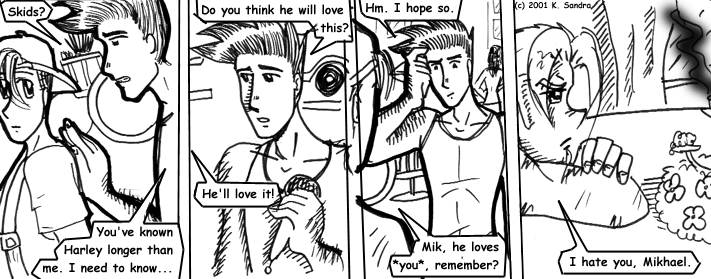 Skids?
You've known
Harley longer than
me. I need to know...
Do you think he will love
this?
He'll love it!
Hm. I hope so.
Mik, he loves
*you*, remember?
(c) 2001 K. Sandra
I hate you, Mikhael.